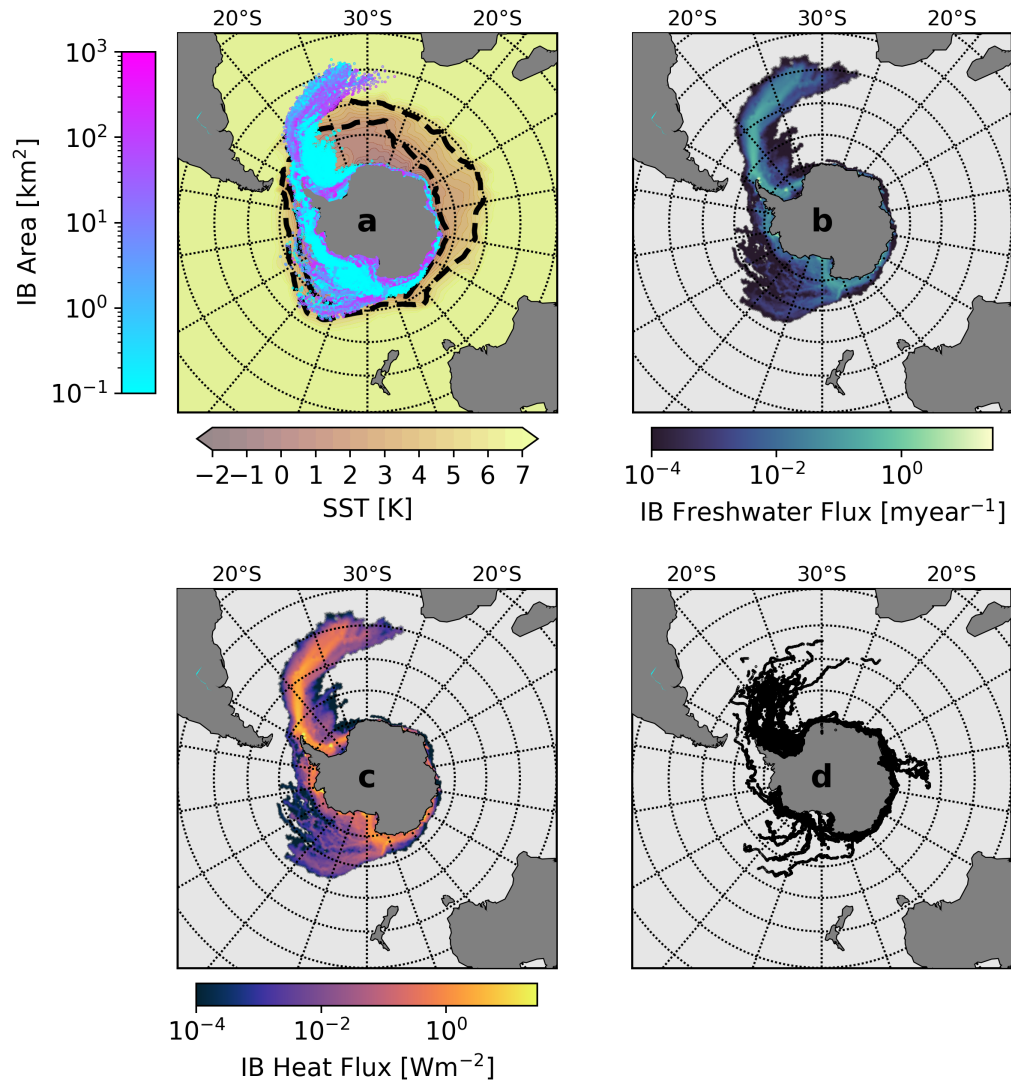 20°S 30°S 20°S
20°S 30°S 20°S
10³
10²
10¹
10⁰
10⁻¹
IB Area [km²]
a
b
−2 −1 0 1 2 3 4 5 6 7
SST [K]
10⁻⁴ 10⁻² 10⁰
IB Freshwater Flux [myear⁻¹]
20°S 30°S 20°S
20°S 30°S 20°S
c
d
10⁻⁴ 10⁻² 10⁰
IB Heat Flux [Wm⁻²]